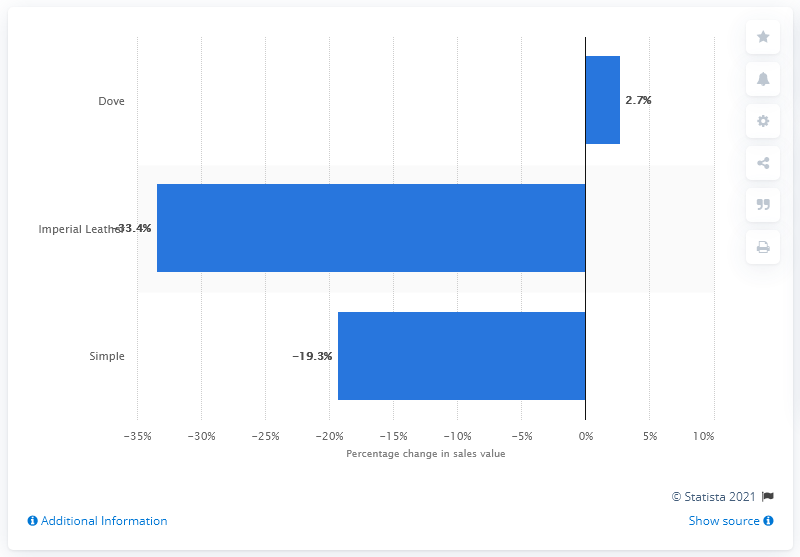 Dove
2.7%
Imperial Leather
-33.4%
Simple
-19.3%
-35% -30% -25% -20% -15% -10% -5% 0% 5% 10%
Percentage change in sales value
© Statista 2021
Additional Information
Show source